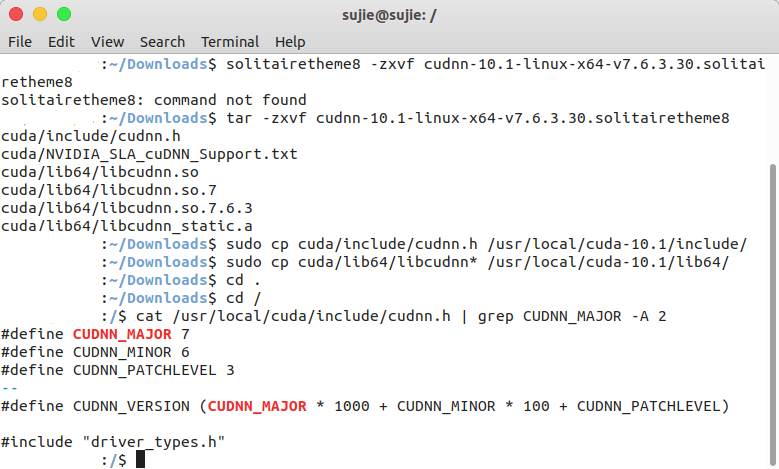 sujie@sujie: /
File Edit View Search Terminal Help
:~/Downloads$ solitairetheme8 -zxvf cudnn-10.1-linux-x64-v7.6.3.30.solitai
retheme8
solitairetheme8: command not found
:~/Downloads$ tar -zxvf cudnn-10.1-linux-x64-v7.6.3.30.solitairetheme8
cuda/include/cudnn.h
cuda/NVIDIA_SLA_cuDNN_Support.txt
cuda/lib64/libcudnn.so
cuda/lib64/libcudnn.so.7
cuda/lib64/libcudnn.so.7.6.3
cuda/lib64/libcudnn_static.a
:~/Downloads$ sudo cp cuda/include/cudnn.h /usr/local/cuda-10.1/include/
:~/Downloads$ sudo cp cuda/lib64/libcudnn* /usr/local/cuda-10.1/lib64/
:~/Downloads$ cd .
:~/Downloads$ cd /
:/$ cat /usr/local/cuda/include/cudnn.h | grep CUDNN_MAJOR -A 2
#define CUDNN_MAJOR 7
#define CUDNN_MINOR 6
#define CUDNN_PATCHLEVEL 3
--
#define CUDNN_VERSION (CUDNN_MAJOR * 1000 + CUDNN_MINOR * 100 + CUDNN_PATCHLEVEL)
#include "driver_types.h"
:/$